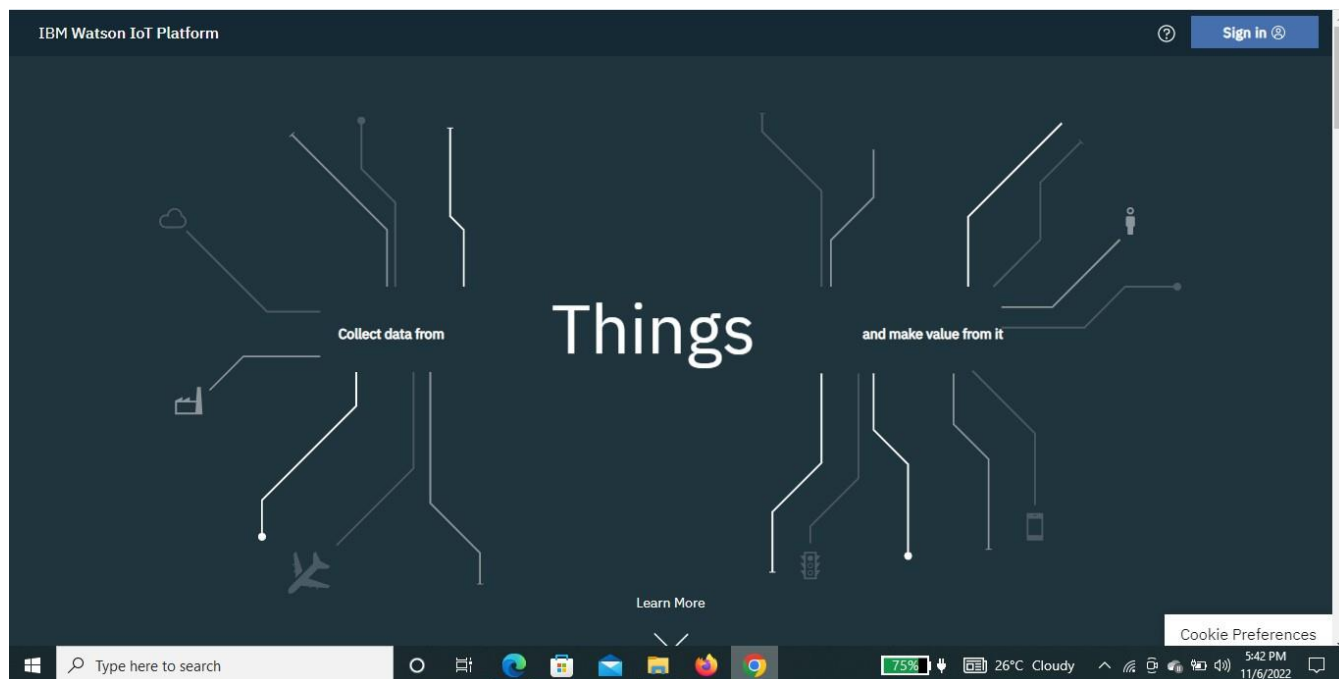 IBM Watson IoT Platform
Sign in
Collect data from
Things
and make value from it
Learn More
Cookie Preferences
Type here to search
75%
26°C Cloudy
5:42 PM
11/6/2022